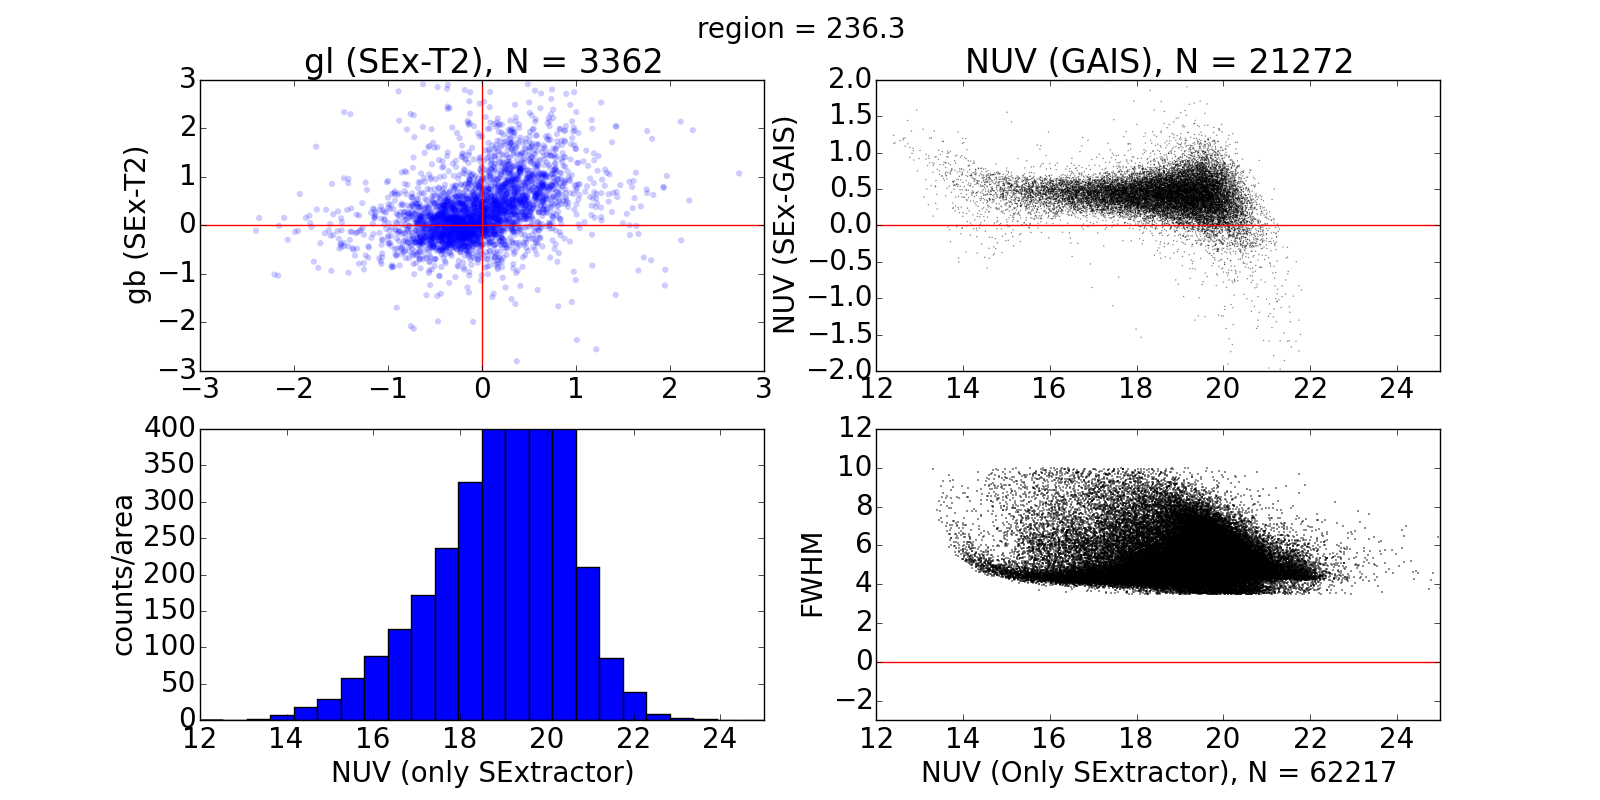 region = 236.3
gl (SEx-T2), N = 3362
gb (SEx-T2)
3
2
1
0
−1
−2
−3
−3 −2 −1 0 1 2 3
NUV (GAIS), N = 21272
NUV (SEx-GAIS)
2.0
1.5
1.0
0.5
0.0
−0.5
−1.0
−1.5
−2.0
12 14 16 18 20 22 24
counts/area
400
350
300
250
200
150
100
50
0
12 14 16 18 20 22 24
NUV (only SExtractor)
FWHM
12
10
8
6
4
2
0
−2
12 14 16 18 20 22 24
NUV (Only SExtractor), N = 62217